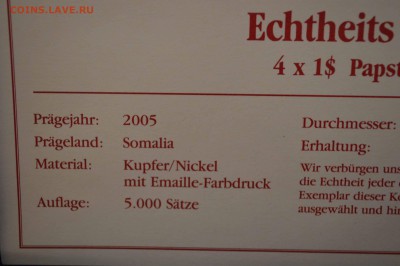 COINS.LAVE.RU
Echtheits
4 x 1$ Papst
Prägejahr: 2005
Prägeland: Somalia
Material: Kupfer/Nickel
mit Emaille-Farbdruck
Auflage: 5.000 Sätze
Durchmesser:
Erhaltung:
Wir verbürgen uns
die Echtheit jeder
Exemplar dieser
ausgewählt und